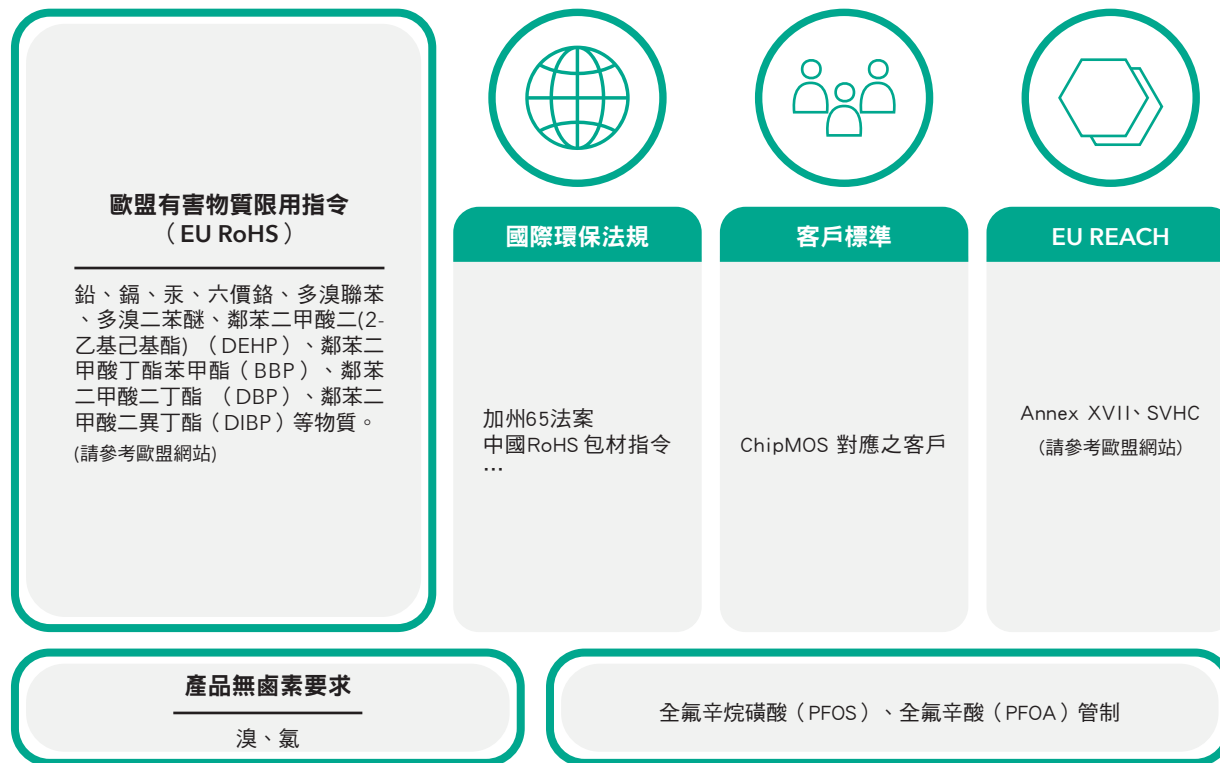 歐盟有害物質限用指令
（EU RoHS）
鉛、鎘、汞、六價鉻、多溴聯苯
、多溴二苯醚、鄰苯二甲酸二(2-
乙基己基酯) （DEHP）、鄰苯二
甲酸丁酯苯甲酯（BBP）、鄰苯
二甲酸二丁酯 （DBP）、鄰苯二
甲酸二異丁酯（DIBP）等物質。
(請參考歐盟網站)
國際環保法規
加州65法案
中國RoHS 包材指令
…
客戶標準
ChipMOS 對應之客戶
EU REACH
Annex XVII、SVHC
(請參考歐盟網站)
產品無鹵素要求
溴、氯
全氟辛烷磺酸（PFOS）、全氟辛酸（PFOA）管制